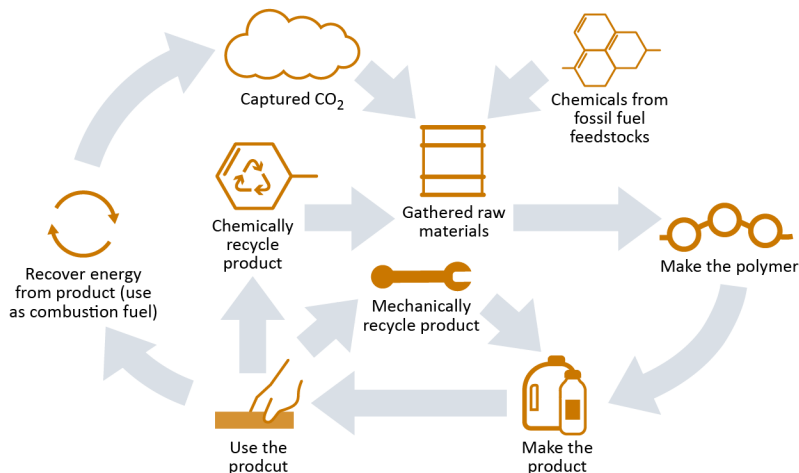 Captured CO₂
Chemicals from
fossil fuel
feedstocks
Chemically
recycle
product
Gathered raw
materials
Make the polymer
Recover energy
from product (use
as combustion fuel)
Mechanically
recycle product
Use the
prodcut
Make the
product